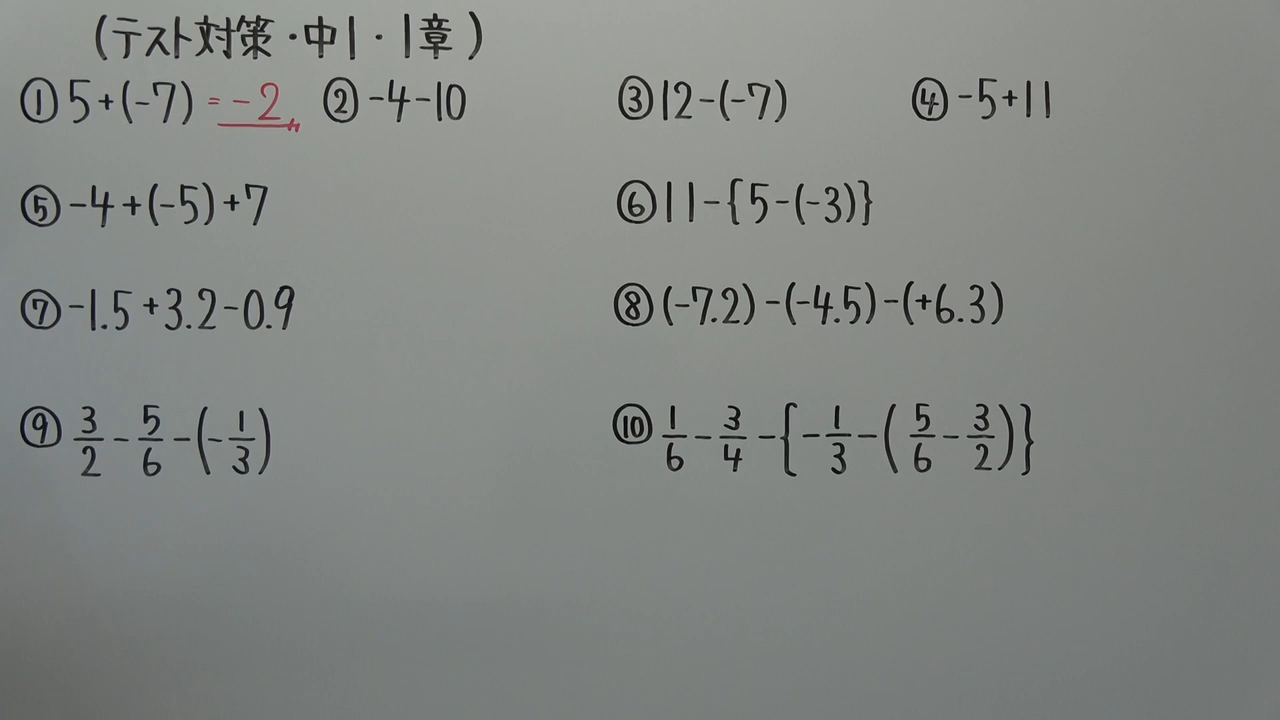 (テスト対策・中1・1章)
①5+(-7) = -2 ②-4-10 ③12-(-7) ④-5+11
⑤-4+(-5)+7 ⑥11-{5-(-3)}
⑦-1.5+3.2-0.9 ⑧(-7.2)-(-4.5)-(+6.3)
⑨3/2-5/6-(-1/3) ⑩1/6-3/4-{-1/3-(5/6-3/2)}